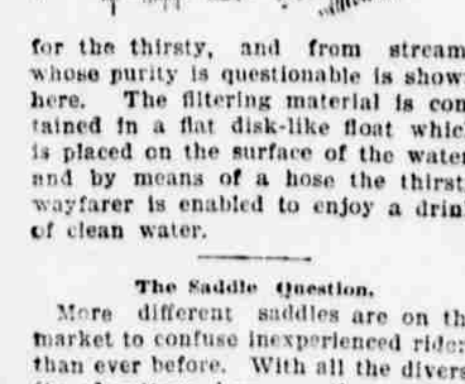 for the thirsty, and from stream
whose purity is questionable is show
here. The filtering material is con
tained in a flat disk-like float whic
is placed on the surface of the water
and by means of a hose the thirst
wayfarer is enabled to enjoy a drin
of clean water.
The Saddle Question.
More different saddles are on th
market to confuse inexperienced rider
than ever before. With all the divers